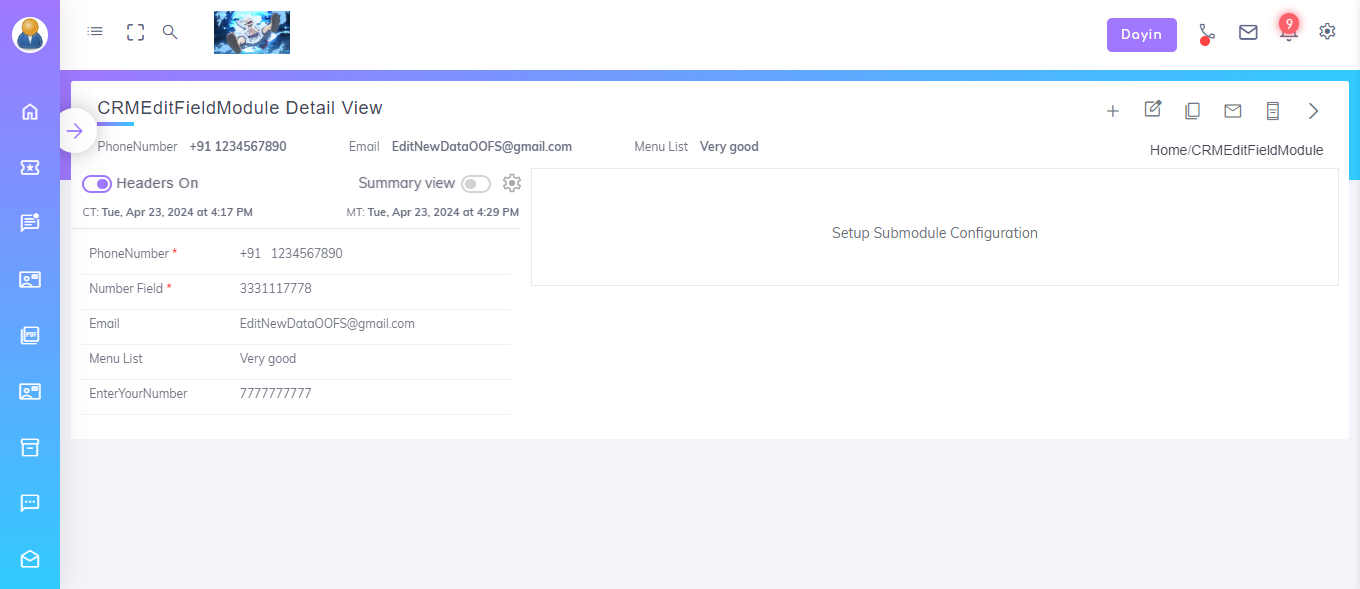 Dayin
9
CRMEditFieldModule Detail View
PhoneNumber +91 1234567890 Email EditNewDataOOFS@gmail.com Menu List Very good
Home/CRMEditFieldModule
Headers On Summary view
CT: Tue, Apr 23, 2024 at 4:17 PM MT: Tue, Apr 23, 2024 at 4:29 PM
PhoneNumber * +91 1234567890
Number Field * 3331117778
Email EditNewDataOOFS@gmail.com
Menu List Very good
EnterYourNumber 7777777777
Setup Submodule Configuration
PDF